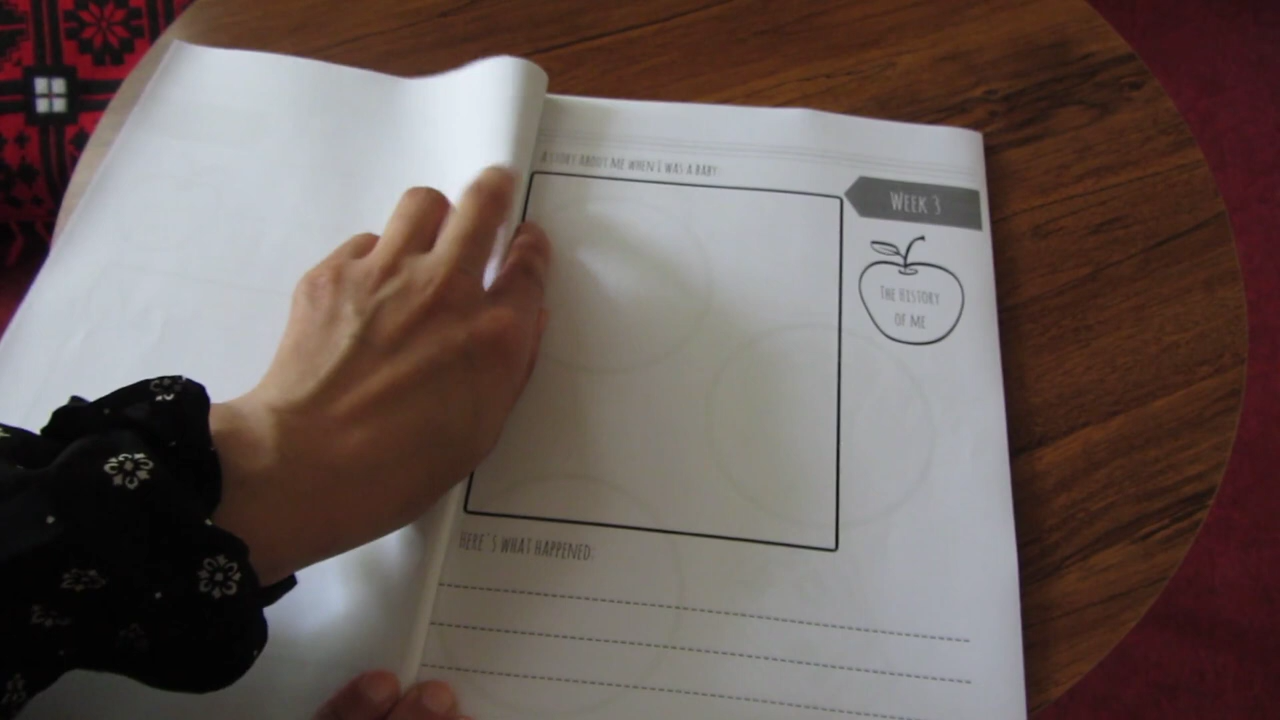 A STORY ABOUT ME WHEN I WAS A BABY:
WEEK 3
THE HISTORY
OF ME
HERE'S WHAT HAPPENED: